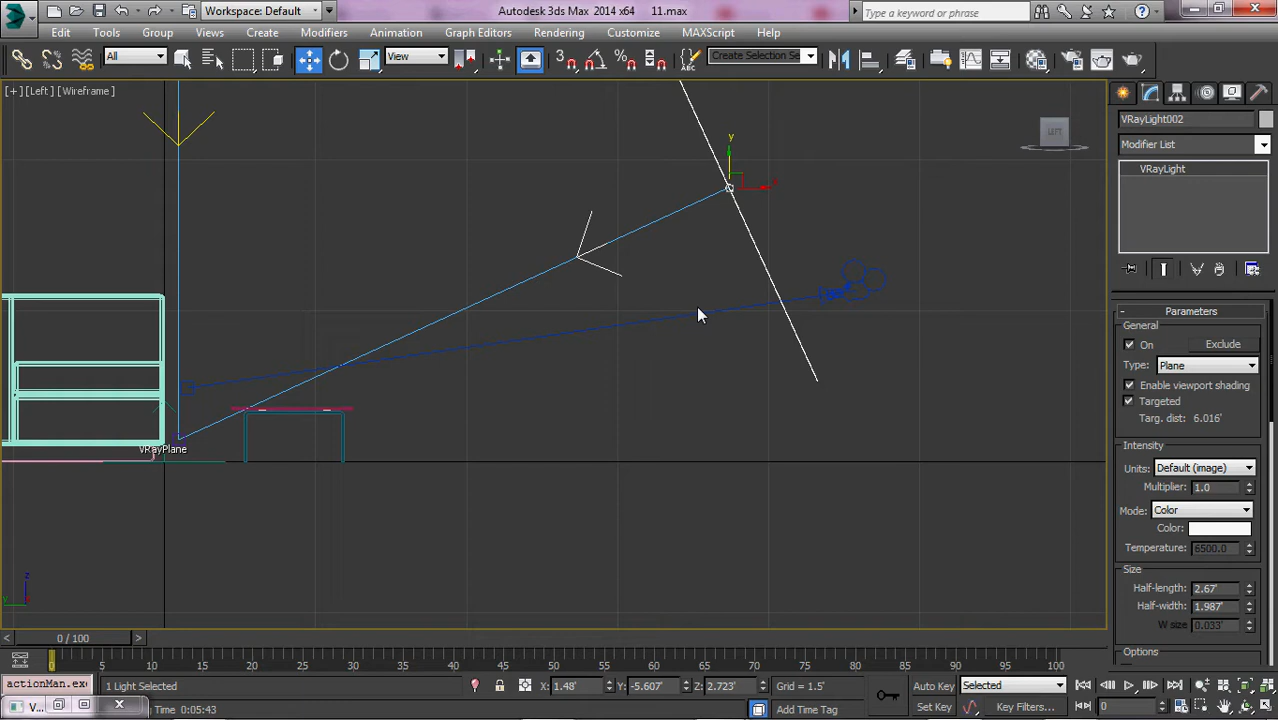 Workspace: Default
Autodesk 3ds Max 2014 x64
11.max
Type a keyword or phrase
Edit
Tools
Group
Views
Create
Modifiers
Animation
Graph Editors
Rendering
Customize
MAXScript
Help
All
View
3
Create Selection Se
[+] [Left] [Wireframe]
LEFT
y
x
VRayPlane
z
y
VRayLight002
Modifier List
VRayLight
Parameters
General
On
Exclude
Type: Plane
Enable viewport shading
Targeted
Targ. dist: 6.016'
Intensity
Units: Default (image)
Multiplier: 1.0
Mode: Color
Color:
Temperature: 6500.0
Size
Half-length: 2.67'
Half-width: 1.987'
W size 0.033'
Options
0 / 100
0 5 10 15 20 25 30 35 40 45 50 55 60 65 70 75 80 85 90 95 100
actionMan.exe
1 Light Selected
X: 1.48'
Y: -5.607'
Z: 2.723'
Grid = 1.5'
Auto Key
Selected
V...
Time 0:05:43
Add Time Tag
Set Key
Key Filters...
0